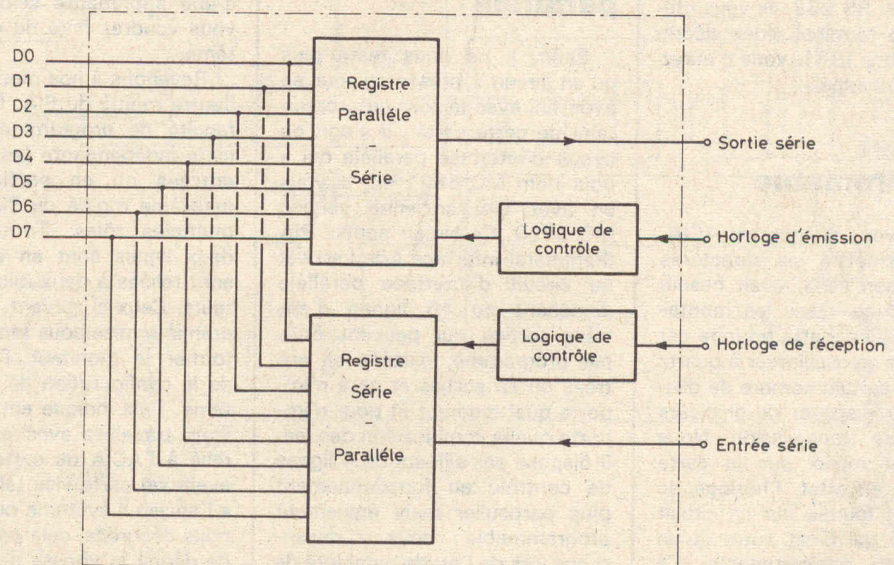 D0
D1
D2
D3
D4
D5
D6
D7
Registre
Paralléle
-
Série
Sortie série
Logique de
contrôle
Horloge d'émission
Logique de
contrôle
Horloge de réception
Registre
Série
-
Paralléle
Entrée série